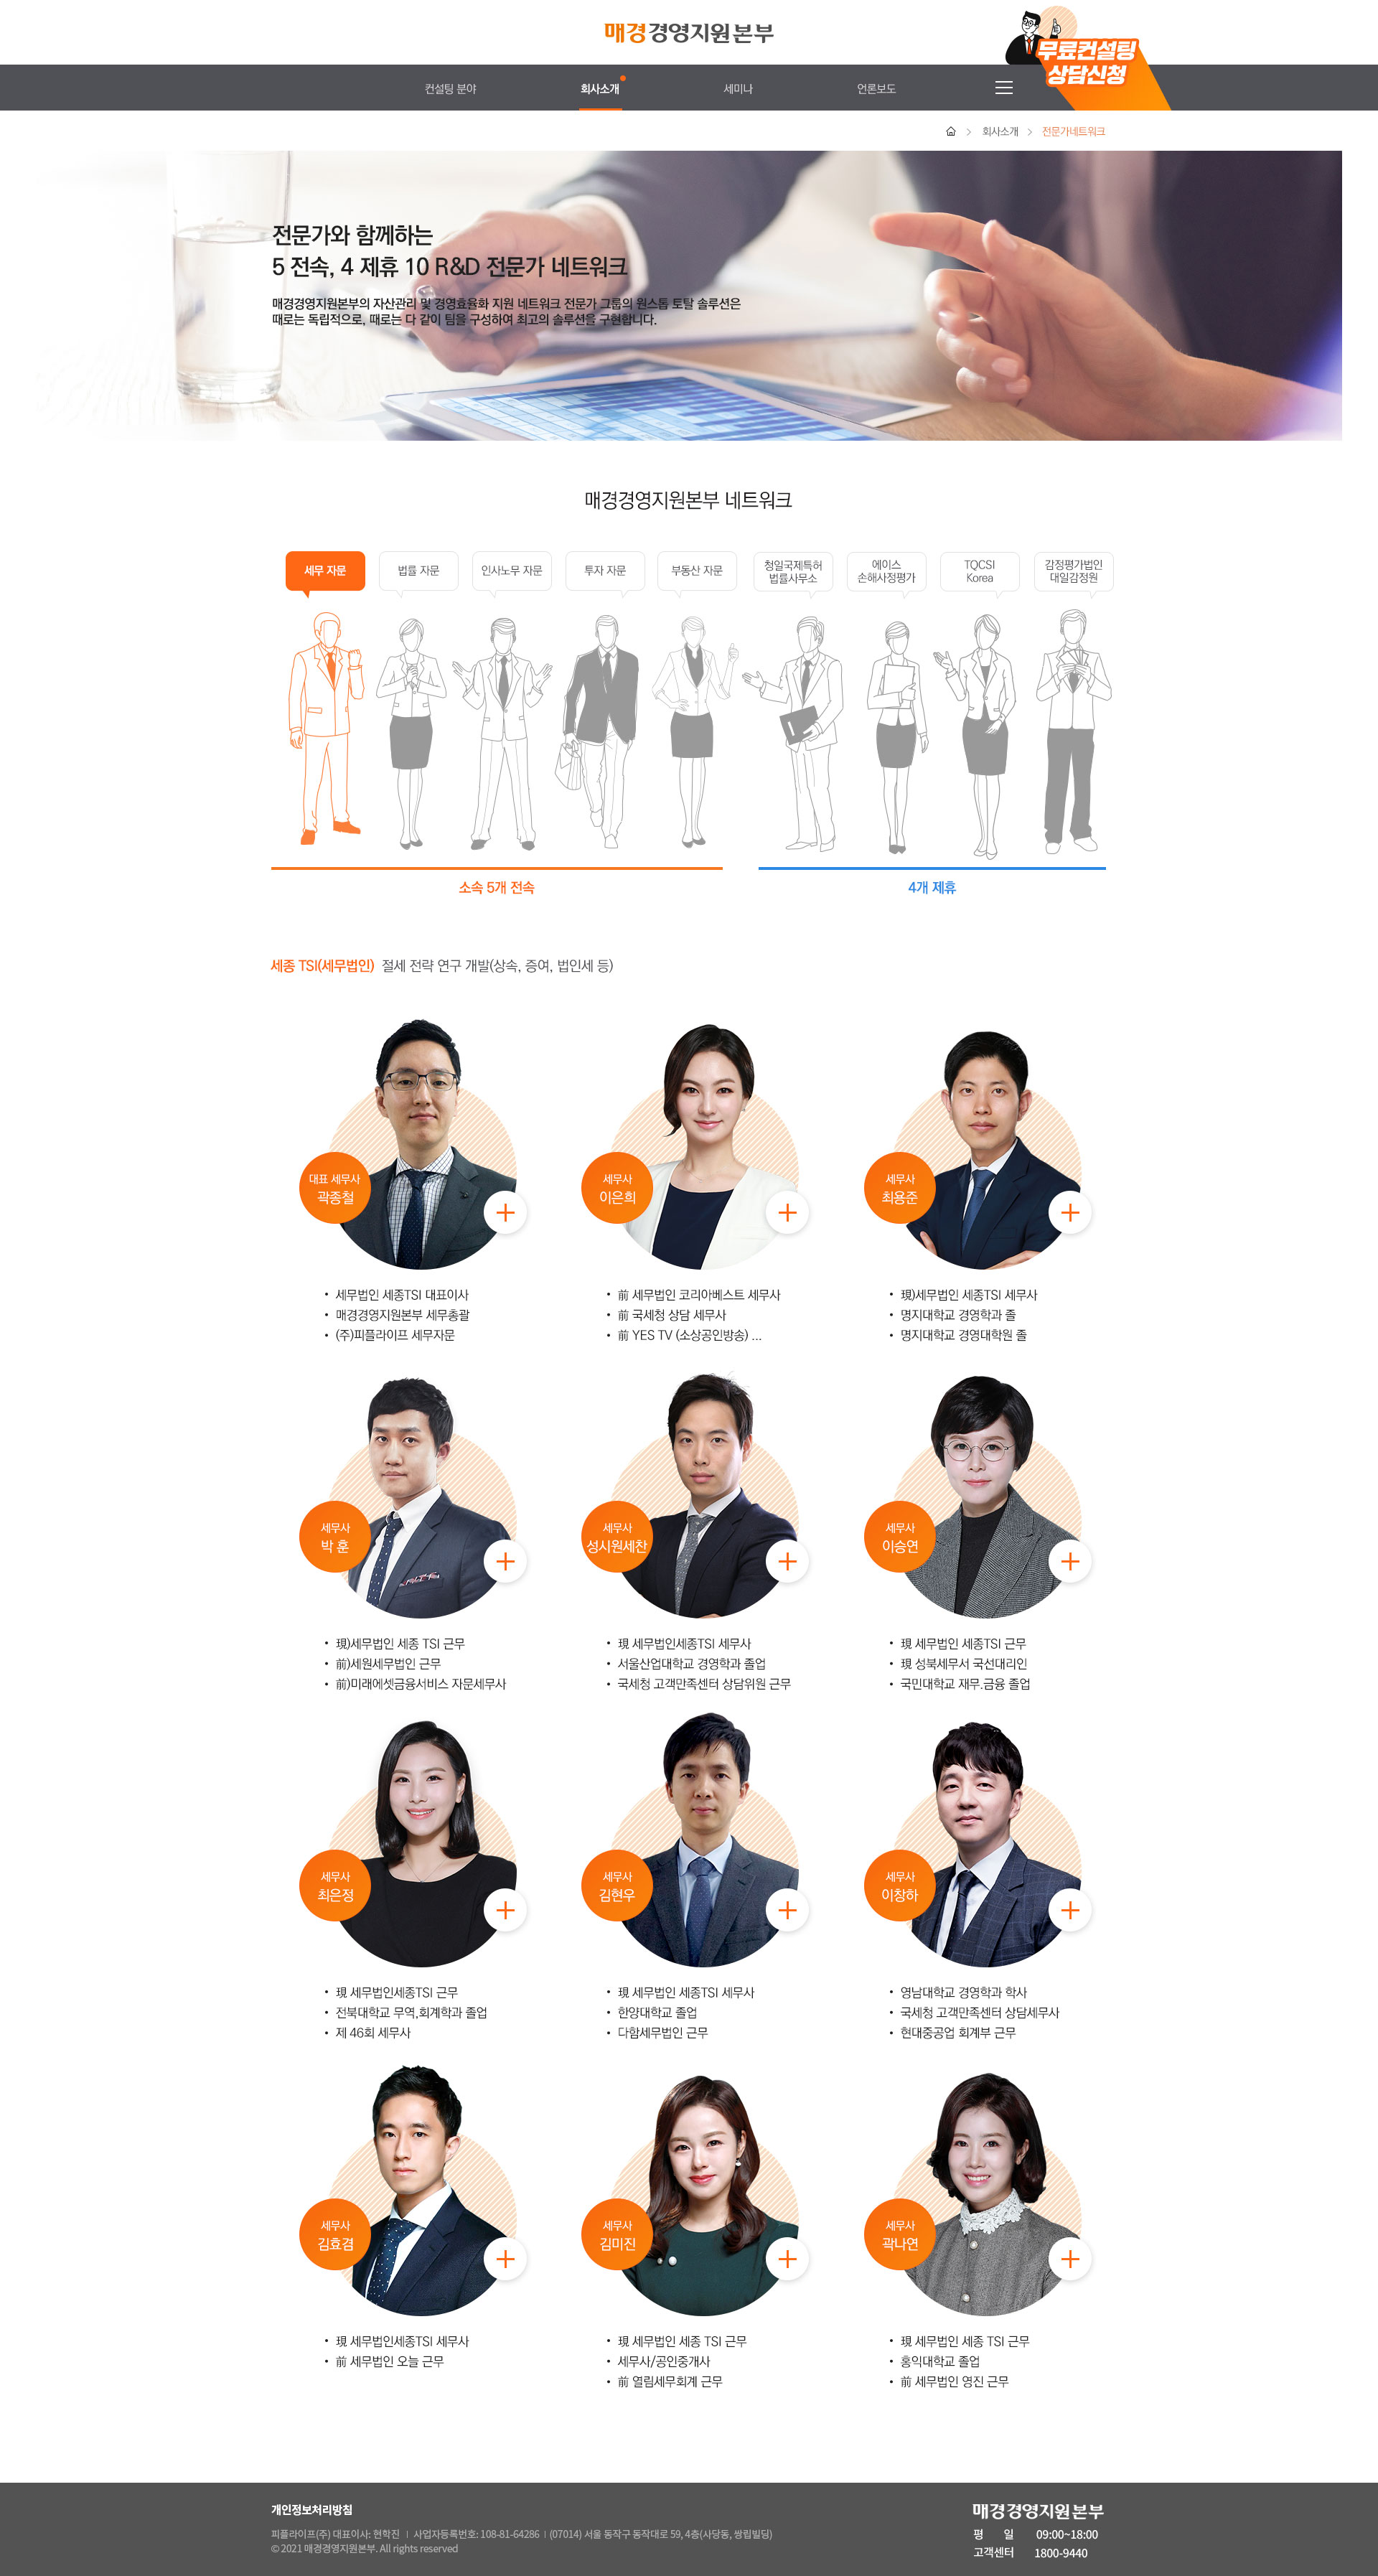 매경경영지원본부
무료컨설팅
상담신청
컨설팅 분야
회사소개
세미나
언론보도
회사소개
전문가네트워크
전문가와 함께하는
5 전속, 4 제휴 10 R&D 전문가 네트워크
매경경영지원본부의 자산관리 및 경영효율화 지원 네트워크 전문가 그룹의 원스톱 토탈 솔루션은
때로는 독립적으로, 때로는 다 같이 팀을 구성하여 최고의 솔루션을 구현합니다.
매경경영지원본부 네트워크
세무 자문
법률 자문
인사노무 자문
투자 자문
부동산 자문
청일국제특허
법률사무소
에이스
손해사정평가
TQCSI
Korea
감정평가법인
대일감정원
소속 5개 전속
4개 제휴
세종 TSI(세무법인) 절세 전략 연구 개발(상속, 증여, 법인세 등)
대표 세무사
곽종철
• 세무법인 세종TSI 대표이사
• 매경경영지원본부 세무총괄
• (주)피플라이프 세무자문
세무사
이은희
• 前 세무법인 코리아베스트 세무사
• 前 국세청 상담 세무사
• 前 YES TV (소상공인방송) ...
세무사
최용준
• 現)세무법인 세종TSI 세무사
• 명지대학교 경영학과 졸
• 명지대학교 경영대학원 졸
세무사
박 훈
• 現)세무법인 세종 TSI 근무
• 前)세원세무법인 근무
• 前)미래에셋금융서비스 자문세무사
세무사
성시원세찬
• 現 세무법인세종TSI 세무사
• 서울산업대학교 경영학과 졸업
• 국세청 고객만족센터 상담위원 근무
세무사
이승연
• 現 세무법인 세종TSI 근무
• 現 성북세무서 국선대리인
• 국민대학교 재무.금융 졸업
세무사
최은정
• 現 세무법인세종TSI 근무
• 전북대학교 무역,회계학과 졸업
• 제 46회 세무사
세무사
김현우
• 現 세무법인 세종TSI 세무사
• 한양대학교 졸업
• 다함세무법인 근무
세무사
이창하
• 영남대학교 경영학과 학사
• 국세청 고객만족센터 상담세무사
• 현대중공업 회계부 근무
세무사
김효겸
• 現 세무법인세종TSI 세무사
• 前 세무법인 오늘 근무
세무사
김미진
• 現 세무법인 세종 TSI 근무
• 세무사/공인중개사
• 前 열림세무회계 근무
세무사
곽나연
• 現 세무법인 세종 TSI 근무
• 홍익대학교 졸업
• 前 세무법인 영진 근무
개인정보처리방침
피플라이프(주) 대표이사: 현학진 | 사업자등록번호: 108-81-64286 | (07014) 서울 동작구 동작대로 59, 4층(사당동, 쌍립빌딩)
© 2021 매경경영지원본부. All rights reserved
매경경영지원본부
평 일 09:00~18:00
고객센터 1800-9440